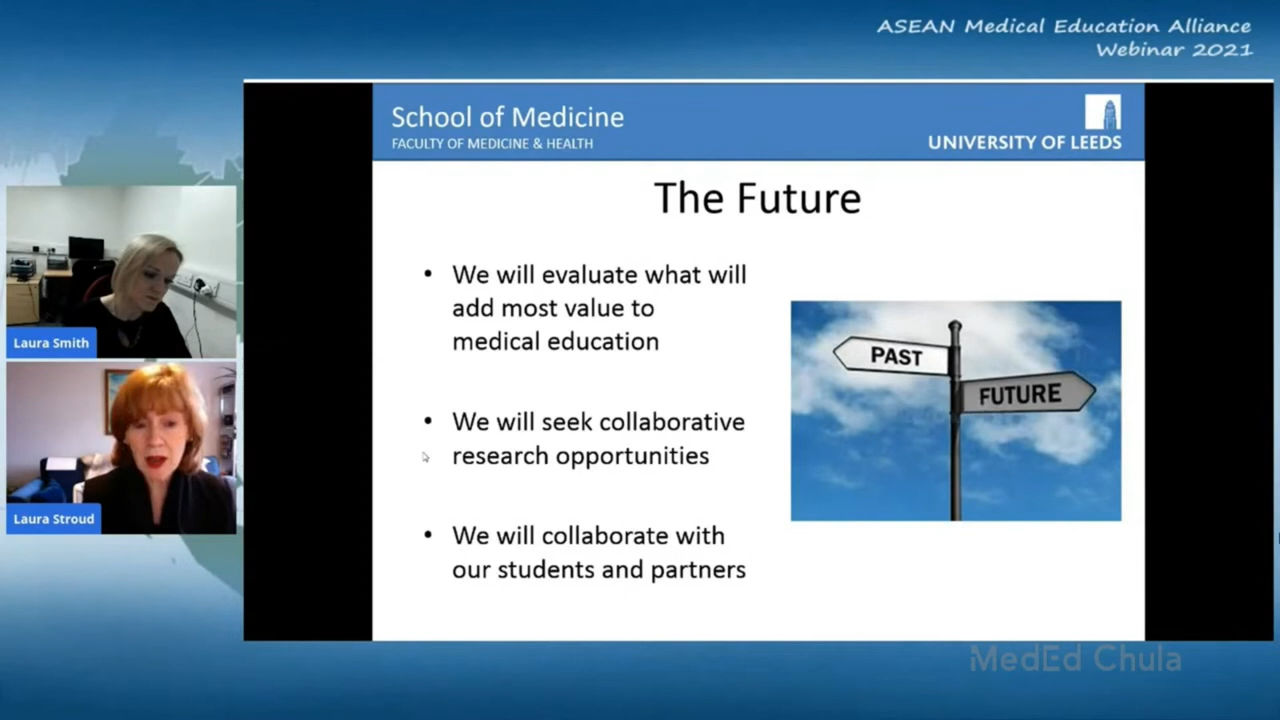 ASEAN Medical Education Alliance
Webinar 2021
School of Medicine
FACULTY OF MEDICINE & HEALTH
UNIVERSITY OF LEEDS
The Future
• We will evaluate what will
add most value to
medical education
• We will seek collaborative
research opportunities
• We will collaborate with
our students and partners
PAST
FUTURE
Laura Smith
Laura Stroud
MedEd Chula